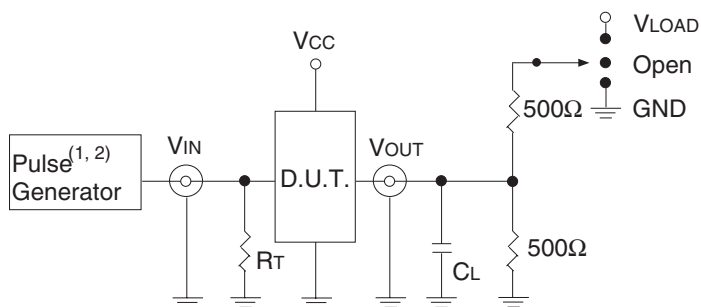 VLOAD
VCC
Open
500Ω
GND
VIN
VOUT
Pulse(1, 2)
Generator
D.U.T.
RT
CL
500Ω